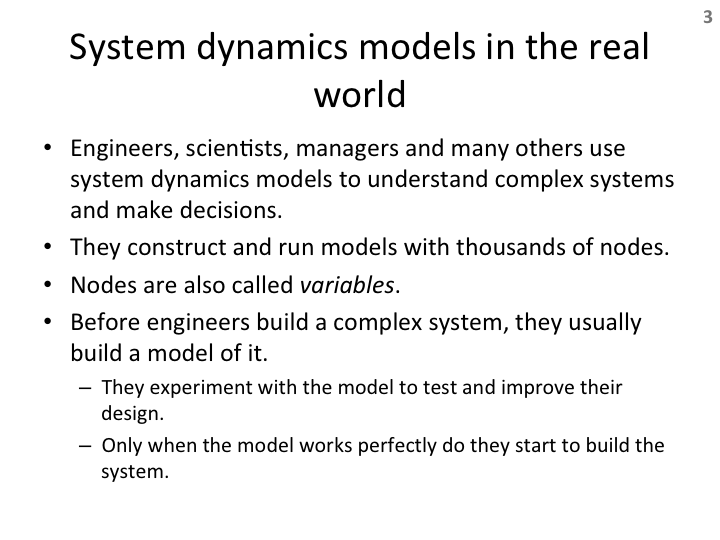 3
System dynamics models in the real
world
• Engineers, scientists, managers and many others use
system dynamics models to understand complex systems
and make decisions.
• They construct and run models with thousands of nodes.
• Nodes are also called variables.
• Before engineers build a complex system, they usually
build a model of it.
– They experiment with the model to test and improve their
design.
– Only when the model works perfectly do they start to build the
system.